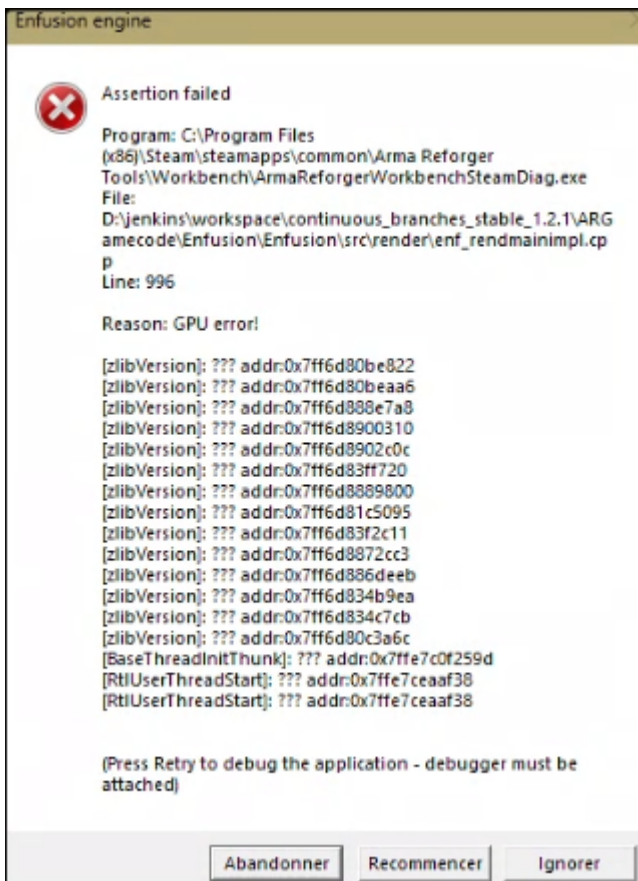 Enfusion engine
Assertion failed
Program: C:\Program Files
(x86)\Steam\steamapps\common\Arma Reforger
Tools\Workbench\ArmaReforgerWorkbenchSteamDiag.exe
File:
D:\jenkins\workspace\continuous_branches_stable_1.2.1\ARG
amecode\Enfusion\Enfusion\src\render\enf_rendmainimpl.cp
p
Line: 996
Reason: GPU error!
[zlibVersion]: ??? addr:0x7ff6d80be822
[zlibVersion]: ??? addr:0x7ff6d80beaa6
[zlibVersion]: ??? addr:0x7ff6d888e7a8
[zlibVersion]: ??? addr:0x7ff6d8900310
[zlibVersion]: ??? addr:0x7ff6d8902c0c
[zlibVersion]: ??? addr:0x7ff6d83ff720
[zlibVersion]: ??? addr:0x7ff6d8889800
[zlibVersion]: ??? addr:0x7ff6d81c5095
[zlibVersion]: ??? addr:0x7ff6d83f2c11
[zlibVersion]: ??? addr:0x7ff6d8872cc3
[zlibVersion]: ??? addr:0x7ff6d886deeb
[zlibVersion]: ??? addr:0x7ff6d834b9ea
[zlibVersion]: ??? addr:0x7ff6d834c7cb
[zlibVersion]: ??? addr:0x7ff6d80c3a6c
[BaseThreadInitThunk]: ??? addr:0x7ffe7c0f259d
[RtlUserThreadStart]: ??? addr:0x7ffe7ceaaf38
[RtlUserThreadStart]: ??? addr:0x7ffe7ceaaf38
(Press Retry to debug the application - debugger must be
attached)
Abandonner
Recommencer
Ignorer